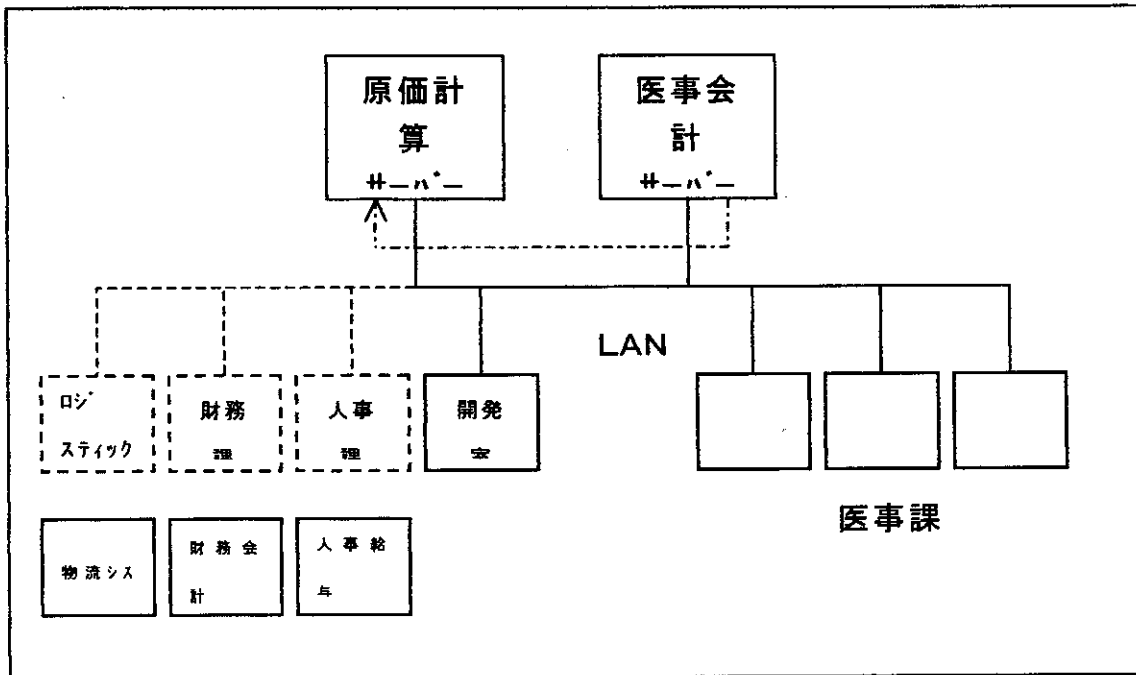 原価計
算
サーバー
医事会
計
サーバー
LAN
ロジ
スティック
財務
課
人事
課
開発
室
医事課
物流シス
財務会
計
人事給
与